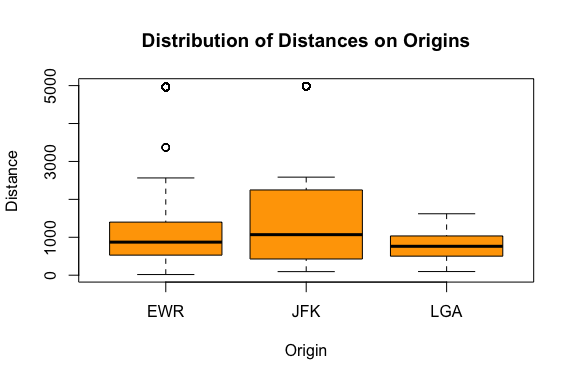 Distribution of Distances on Origins
Distance
5000
3000
1000
0
EWR
JFK
LGA
Origin